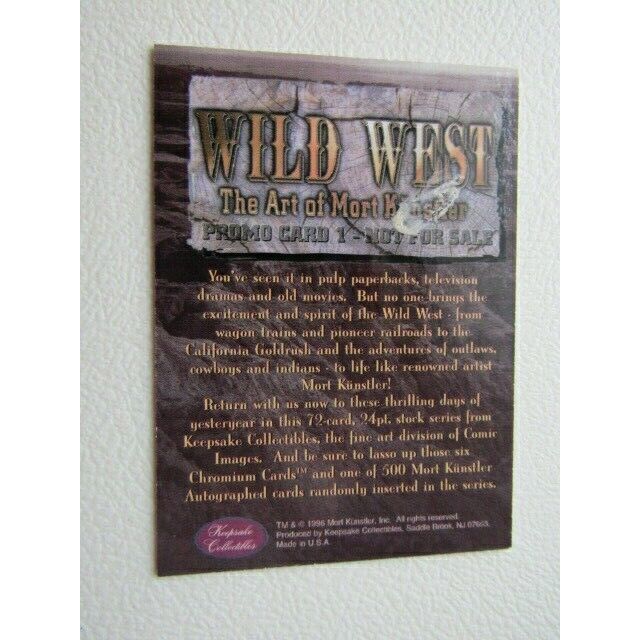 WILD WEST
The Art of Mort Künstler
PROMO CARD 1 - NOT FOR SALE
You've seen it in pulp paperbacks, television
dramas and old movies. But no one brings the
excitement and spirit of the Wild West - from
wagon trains and pioneer railroads to the
California Goldrush and the adventures of outlaws,
cowboys and indians - to life like renowned artist
Mort Künstler!
Return with us now to these thrilling days of
yesteryear in this 72-card, 24pt. stock series from
Keepsake Collectibles, the fine art division of Comic
Images. And be sure to lasso up those six
Chromium Cards™ and one of 500 Mort Künstler
Autographed cards randomly inserted in the series.
Keepsake
Collectibles
TM & © 1996 Mort Künstler, Inc. All rights reserved.
Produced by Keepsake Collectibles, Saddle Brook, NJ 07663.
Made in U.S.A.